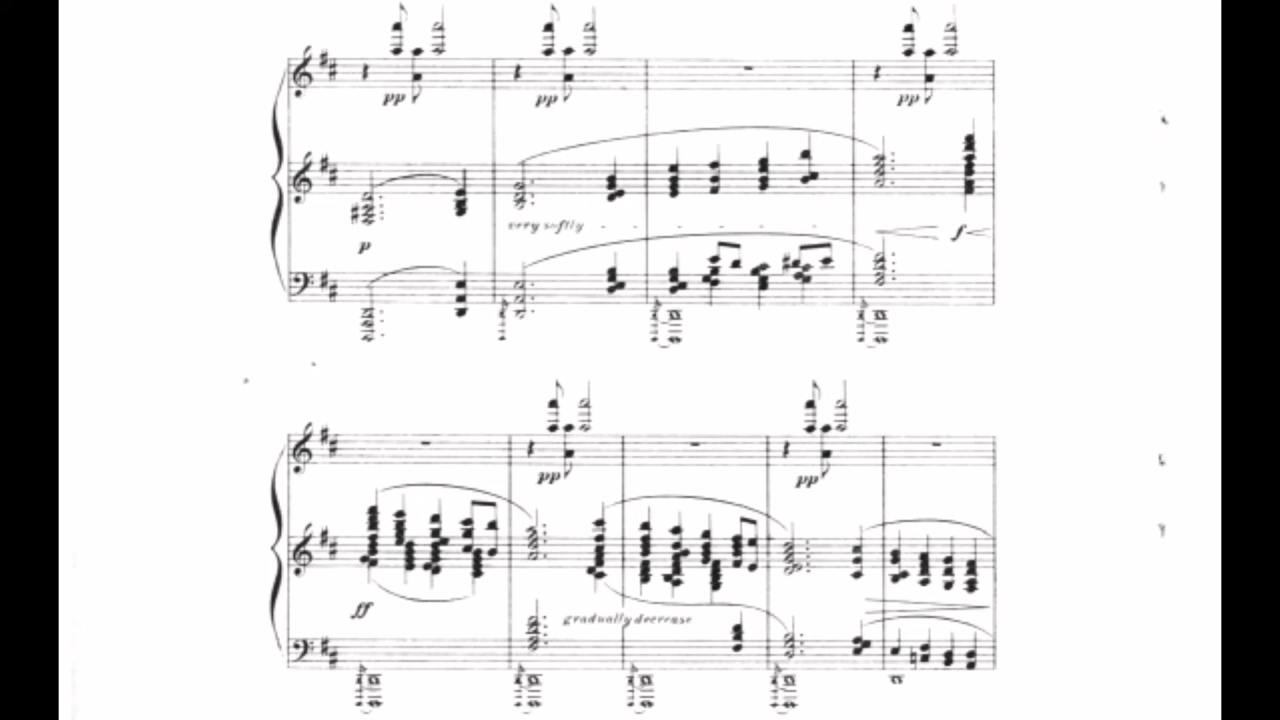 pp pp pp
very softly
p f
pp pp
ff
gradually decrease